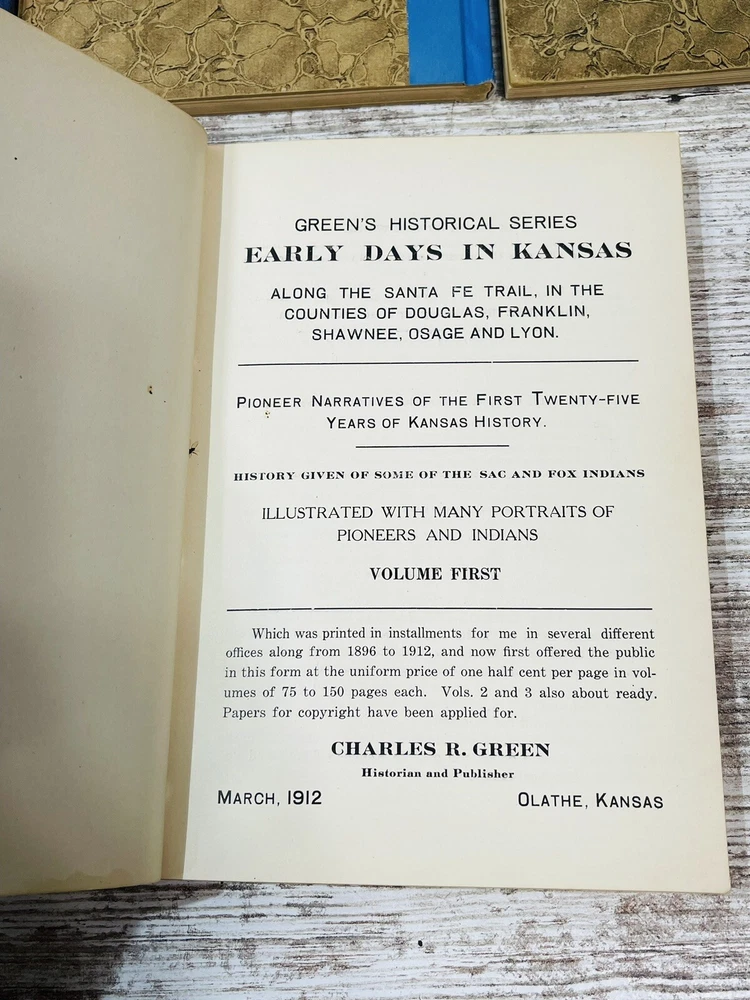 GREEN'S HISTORICAL SERIES
EARLY DAYS IN KANSAS
ALONG THE SANTA FE TRAIL, IN THE
COUNTIES OF DOUGLAS, FRANKLIN,
SHAWNEE, OSAGE AND LYON.
PIONEER NARRATIVES OF THE FIRST TWENTY-FIVE
YEARS OF KANSAS HISTORY.
HISTORY GIVEN OF SOME OF THE SAC AND FOX INDIANS
ILLUSTRATED WITH MANY PORTRAITS OF
PIONEERS AND INDIANS
VOLUME FIRST
Which was printed in installments for me in several different
offices along from 1896 to 1912, and now first offered the public
in this form at the uniform price of one half cent per page in vol-
umes of 75 to 150 pages each. Vols. 2 and 3 also about ready.
Papers for copyright have been applied for.
CHARLES R. GREEN
Historian and Publisher
MARCH, 1912 OLATHE, KANSAS